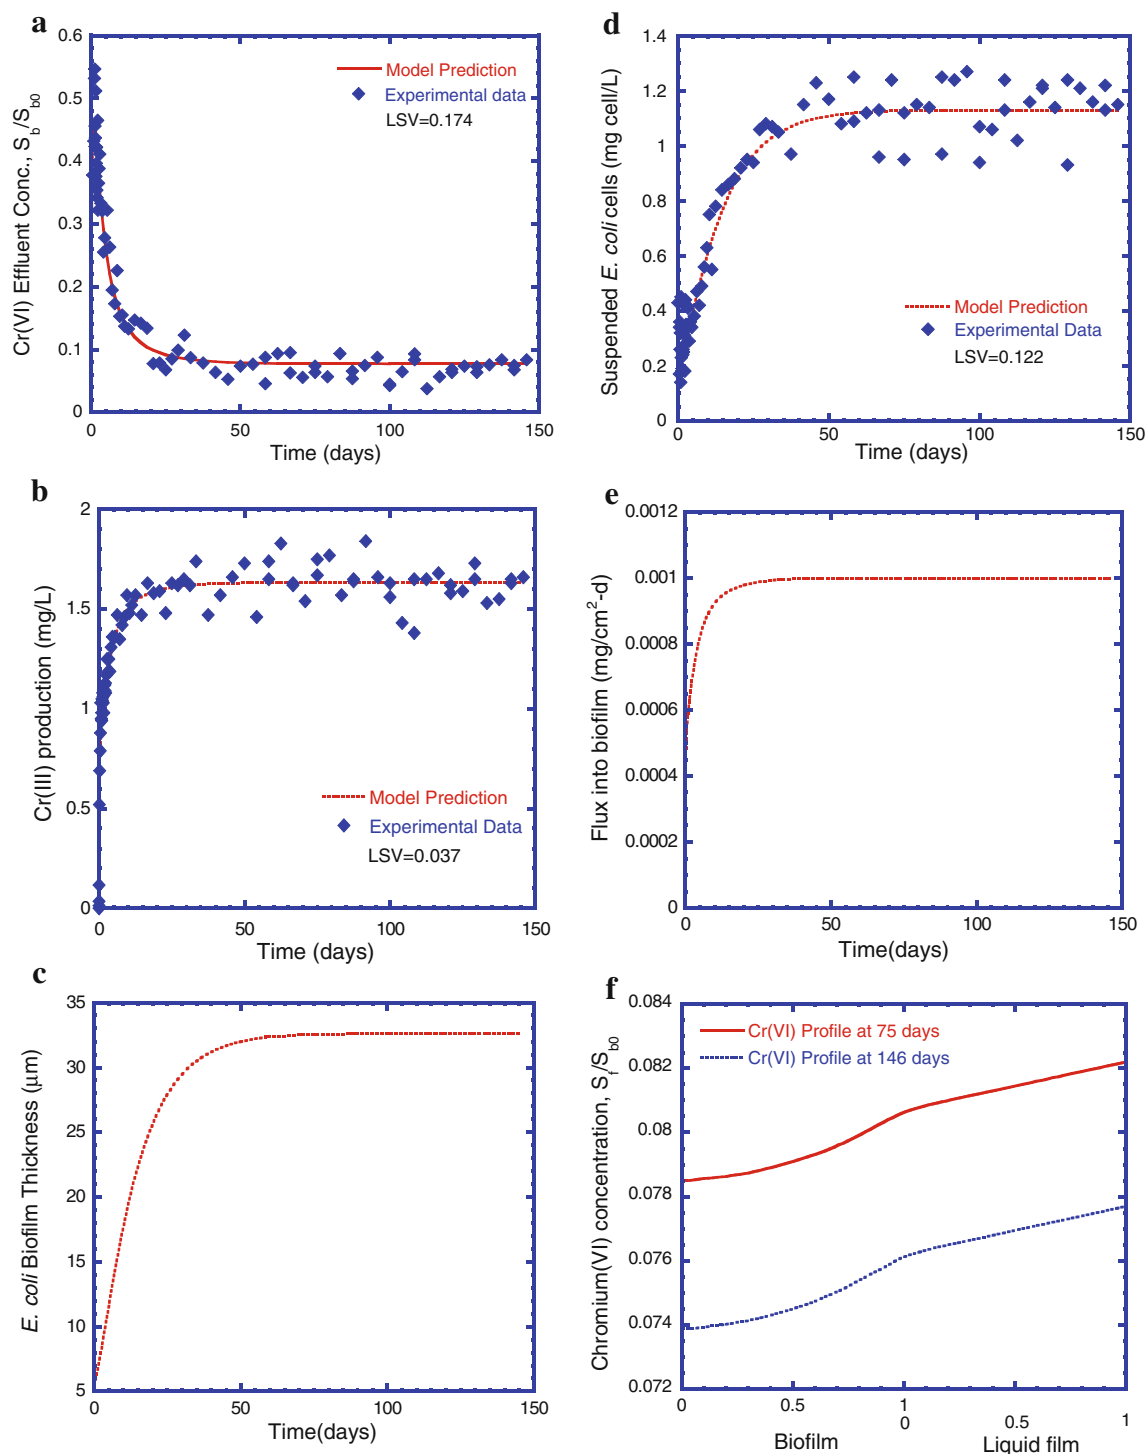 a
0.6
0.5
0.4
0.3
0.2
0.1
0
Cr(VI) Effluent Conc., Sb/Sb0
Model Prediction
Experimental data
LSV=0.174
0 50 100 150
Time (days)
d
1.4
1.2
1
0.8
0.6
0.4
0.2
0
Suspended E. coli cells (mg cell/L)
Model Prediction
Experimental Data
LSV=0.122
0 50 100 150
Time (days)
b
2
1.5
1
0.5
0
Cr(III) production (mg/L)
Model Prediction
Experimental Data
LSV=0.037
0 50 100 150
Time (days)
e
0.0012
0.001
0.0008
0.0006
0.0004
0.0002
0
Flux into biofilm (mg/cm²-d)
0 50 100 150
Time(days)
c
35
30
25
20
15
10
5
E. coli Biofilm Thickness (μm)
0 50 100 150
Time(days)
f
0.084
0.082
0.08
0.078
0.076
0.074
0.072
Chromium(VI) concentration, Sf/Sb0
Cr(VI) Profile at 75 days
Cr(VI) Profile at 146 days
0 0.5 1
0 0.5 1
Biofilm Liquid film